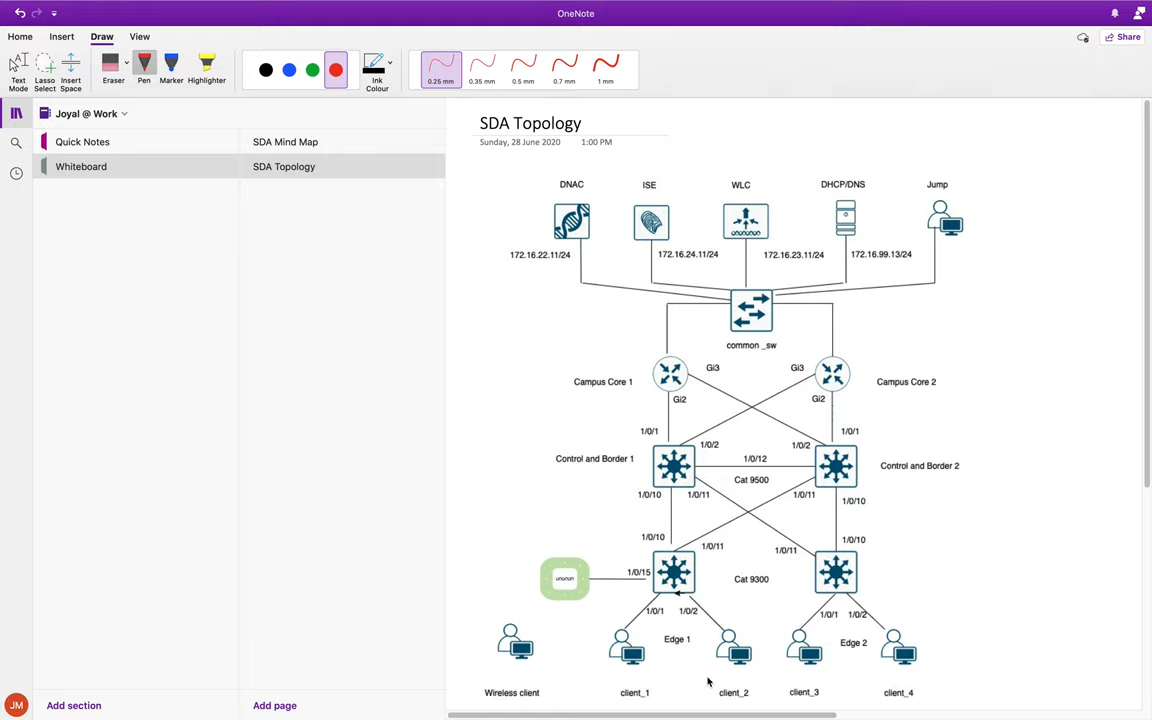 OneNote
Home Insert Draw View
Share
Text Mode
Lasso Select
Insert Space
Eraser
Pen
Marker
Highlighter
Ink Colour
0.25 mm
0.35 mm
0.5 mm
0.7 mm
1 mm
Joyal @ Work
Quick Notes
Whiteboard
SDA Mind Map
SDA Topology
SDA Topology
Sunday, 28 June 2020 1:00 PM
DNAC ISE WLC DHCP/DNS Jump
172.16.22.11/24 172.16.24.11/24 172.16.23.11/24 172.16.99.13/24
common _sw
Gi3 Gi3
Campus Core 1 Campus Core 2
Gi2 Gi2
1/0/1 1/0/1
1/0/2 1/0/2
Control and Border 1 1/0/12 Control and Border 2
Cat 9500
1/0/10 1/0/11 1/0/11 1/0/10
1/0/10 1/0/10
1/0/11 1/0/11
1/0/15 Cat 9300
1/0/1 1/0/2 1/0/1 1/0/2
Edge 1 Edge 2
Wireless client client_1 client_2 client_3 client_4
JM
Add section
Add page